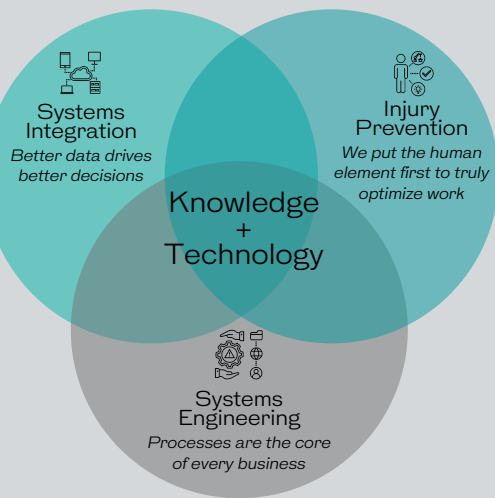 Systems
Integration
Better data drives
better decisions
Injury
Prevention
We put the human
element first to truly
optimize work
Knowledge
+
Technology
Systems
Engineering
Processes are the core
of every business